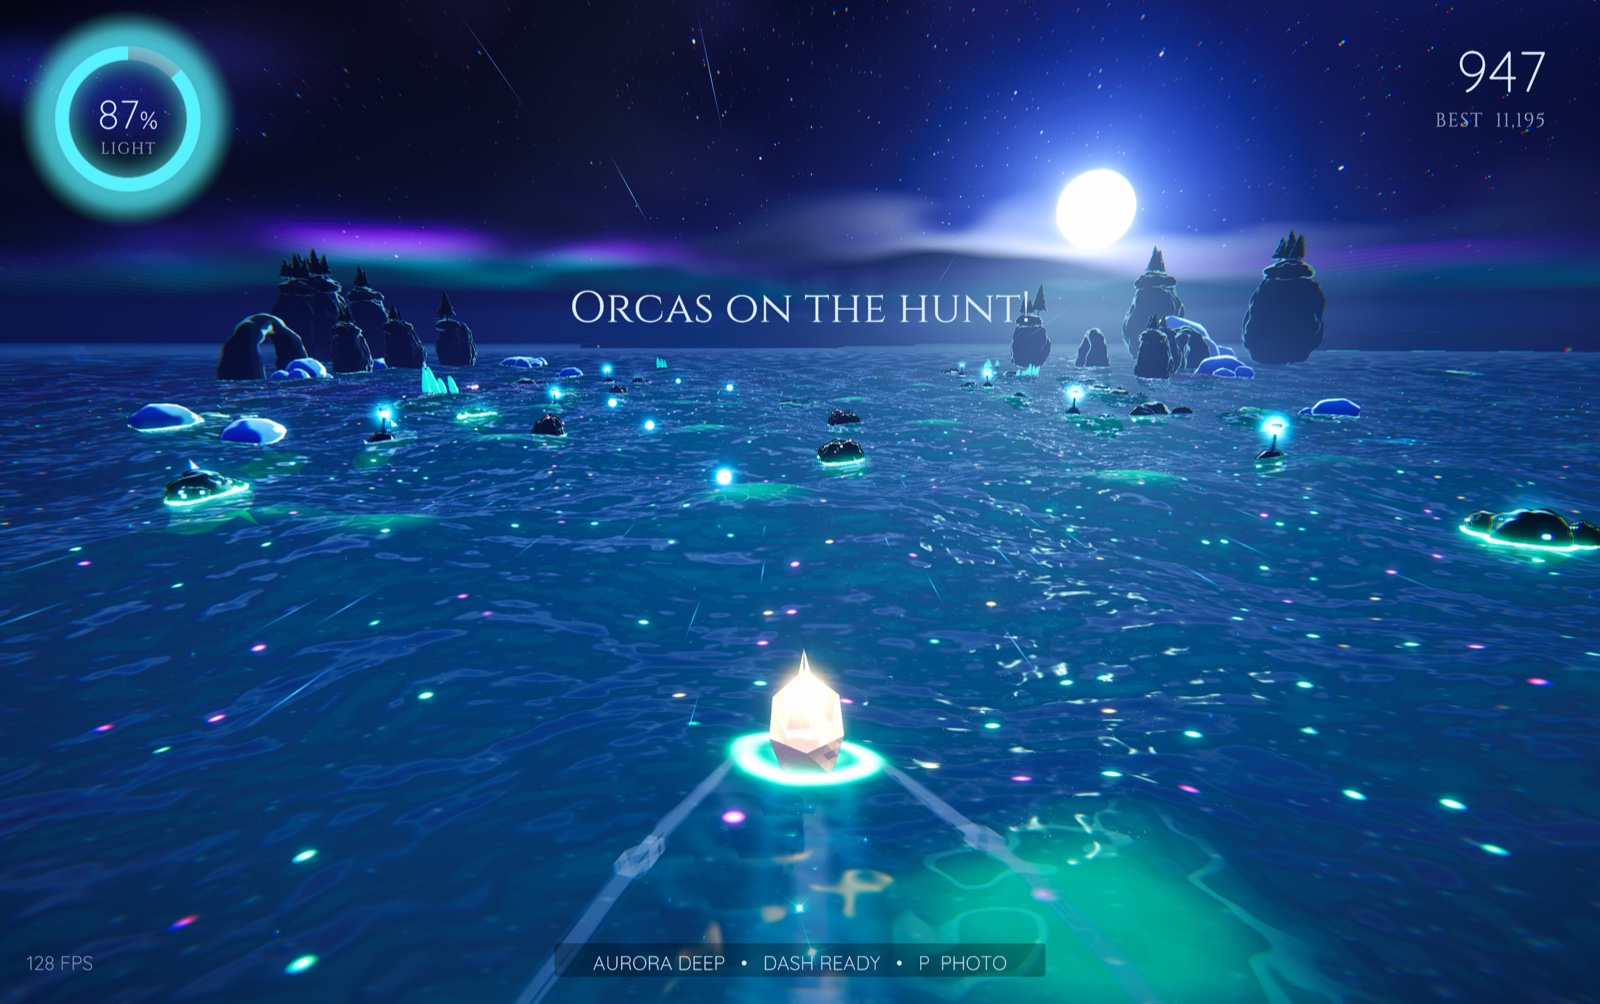 87%
LIGHT
947
BEST 11,195
ORCAS ON THE HUNT!
128 FPS
AURORA DEEP • DASH READY • P PHOTO